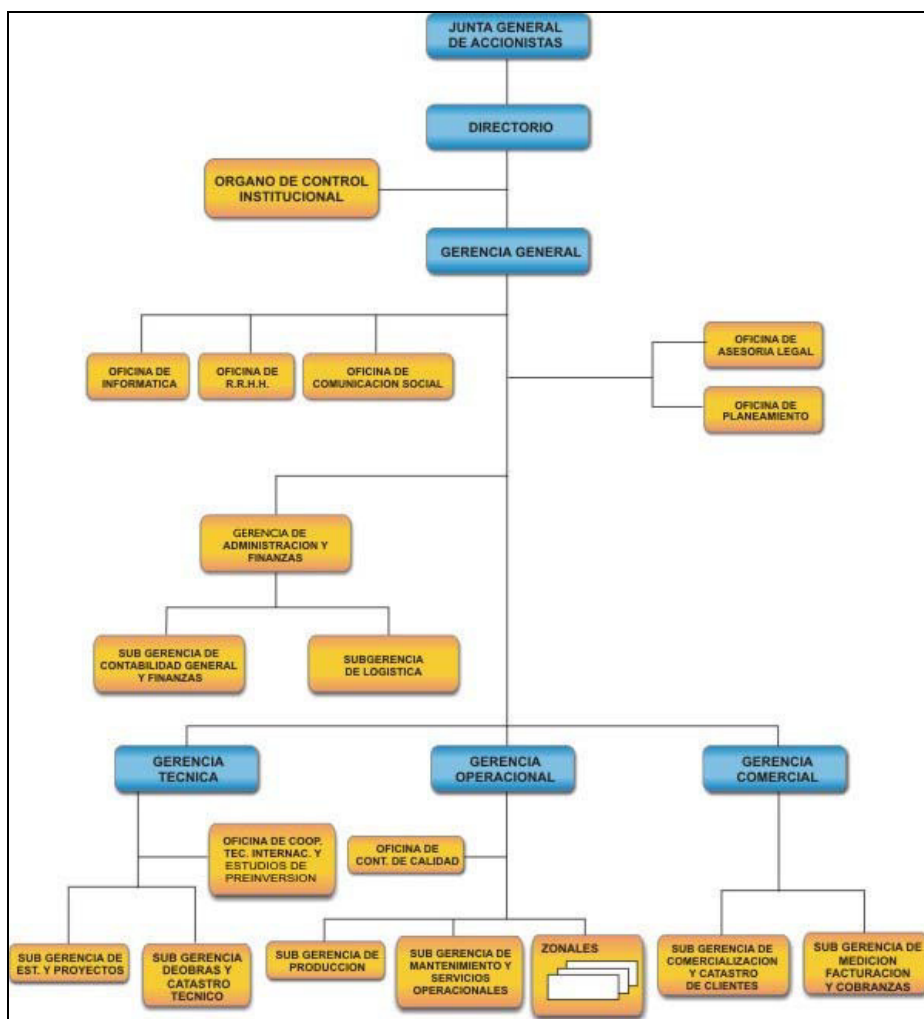 JUNTA GENERAL
DE ACCIONISTAS
DIRECTORIO
ORGANO DE CONTROL
INSTITUCIONAL
GERENCIA GENERAL
OFICINA DE
INFORMATICA
OFICINA DE
R.R.H.H.
OFICINA DE
COMUNICACION SOCIAL
OFICINA DE
ASESORIA LEGAL
OFICINA DE
PLANEAMIENTO
GERENCIA DE
ADMINISTRACION Y
FINANZAS
SUB GERENCIA DE
CONTABILIDAD GENERAL
Y FINANZAS
SUBGERENCIA
DE LOGISTICA
GERENCIA
TECNICA
GERENCIA
OPERACIONAL
GERENCIA
COMERCIAL
OFICINA DE COOP.
TEC. INTERNAC. Y
ESTUDIOS DE
PREINVERSION
OFICINA DE
CONT. DE CALIDAD
SUB GERENCIA DE
EST. Y PROYECTOS
SUB GERENCIA
DEOBRAS Y
CATASTRO
TECNICO
SUB GERENCIA DE
PRODUCCION
SUB GERENCIA DE
MANTENIMIENTO Y
SERVICIOS
OPERACIONALES
ZONALES
SUB GERENCIA DE
COMERCIALIZACION
Y CATASTRO
DE CLIENTES
SUB GERENCIA DE
MEDICION
FACTURACION
Y COBRANZAS